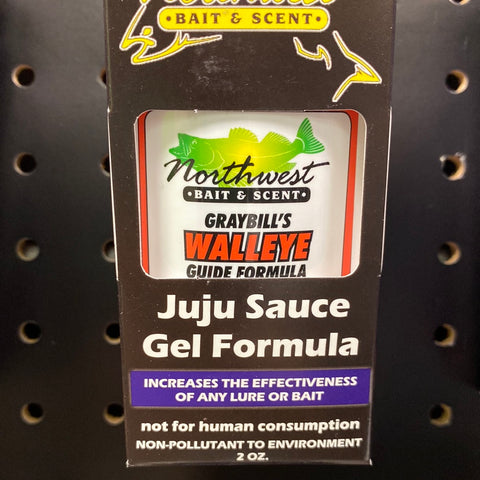 Northwest
BAIT & SCENT
Northwest
BAIT & SCENT
GRAYBILL'S
WALLEYE
GUIDE FORMULA
Juju Sauce
Gel Formula
INCREASES THE EFFECTIVENESS
OF ANY LURE OR BAIT
not for human consumption
NON-POLLUTANT TO ENVIRONMENT
2 OZ.